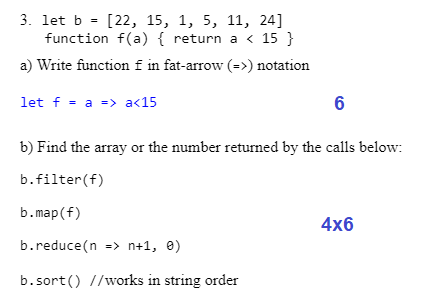 3. let b = [22, 15, 1, 5, 11, 24]
function f(a) { return a < 15 }
a) Write function f in fat-arrow (=>) notation
let f = a => a<15 6
b) Find the array or the number returned by the calls below:
b.filter(f)
b.map(f)
4x6
b.reduce(n => n+1, 0)
b.sort() //works in string order